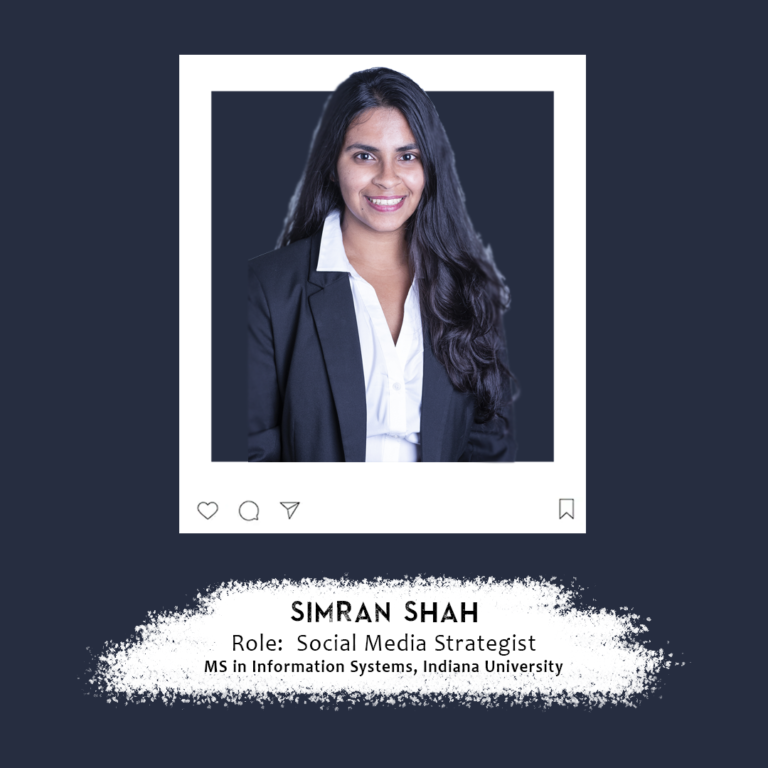 SIMRAN SHAH
Role: Social Media Strategist
MS in Information Systems, Indiana University